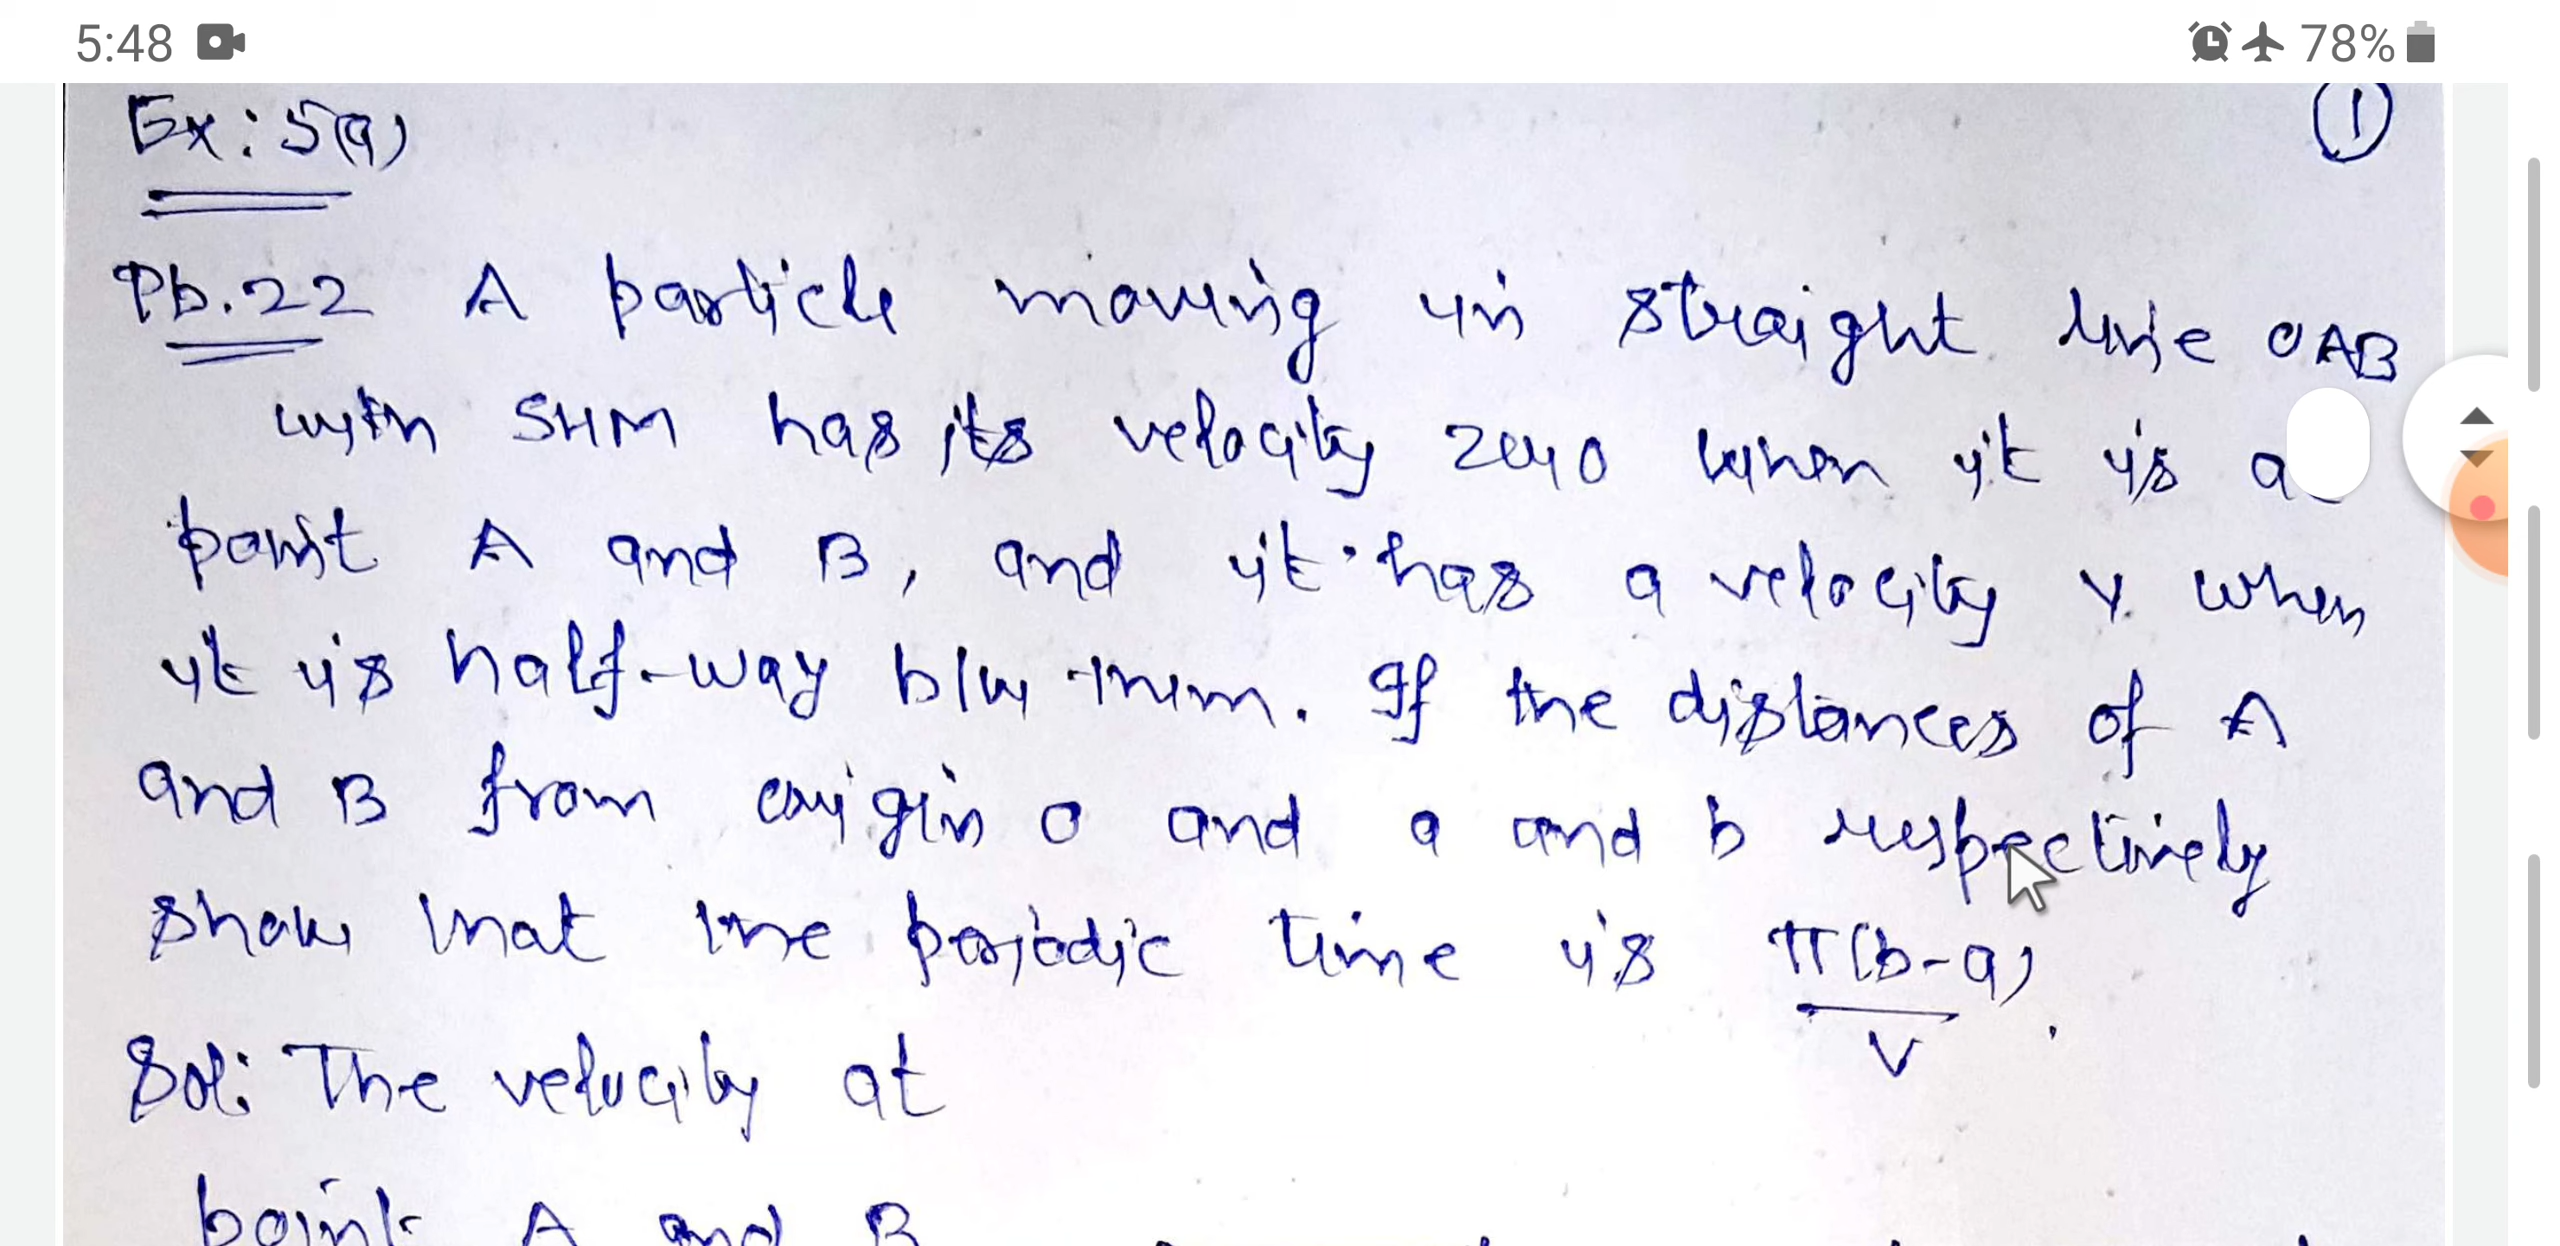 5:48 78%
Ex: 5(a) 1
Pb.22 A particle moving in straight line OAB
with SHM has its velocity zero when it is
point A and B, and it has a velocity v when
it is half-way b/w them. If the distances of A
and B from origin O and a and b respectively
show that the periodic time is π(b-a)
v .
Sol: The velocity at
point A and B